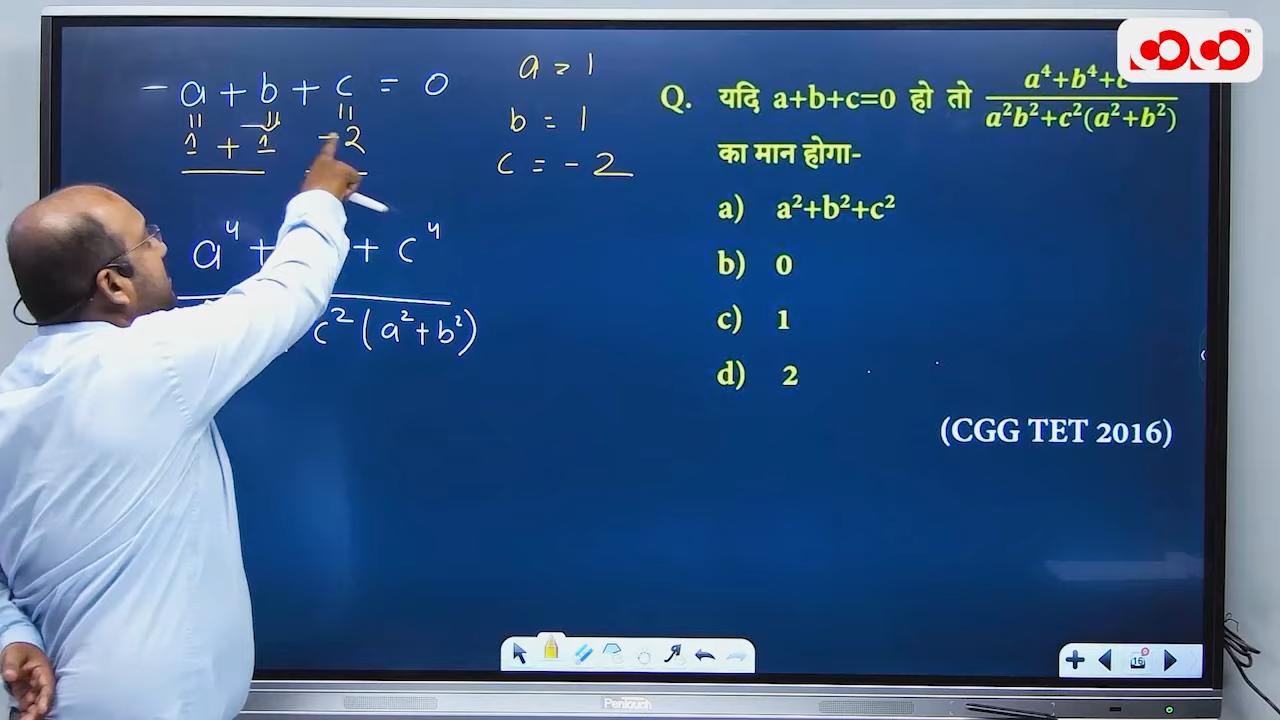 - a + b + c = 0
1 + 1 - 2
a⁴ + + c⁴
c² (a² + b²)
a = 1
b = 1
c = - 2
Q. यदि a+b+c=0 हो तो a⁴+b⁴+c / a²b²+c²(a²+b²)
का मान होगा-
a) a²+b²+c²
b) 0
c) 1
d) 2
(CGG TET 2016)
16
Pentouch